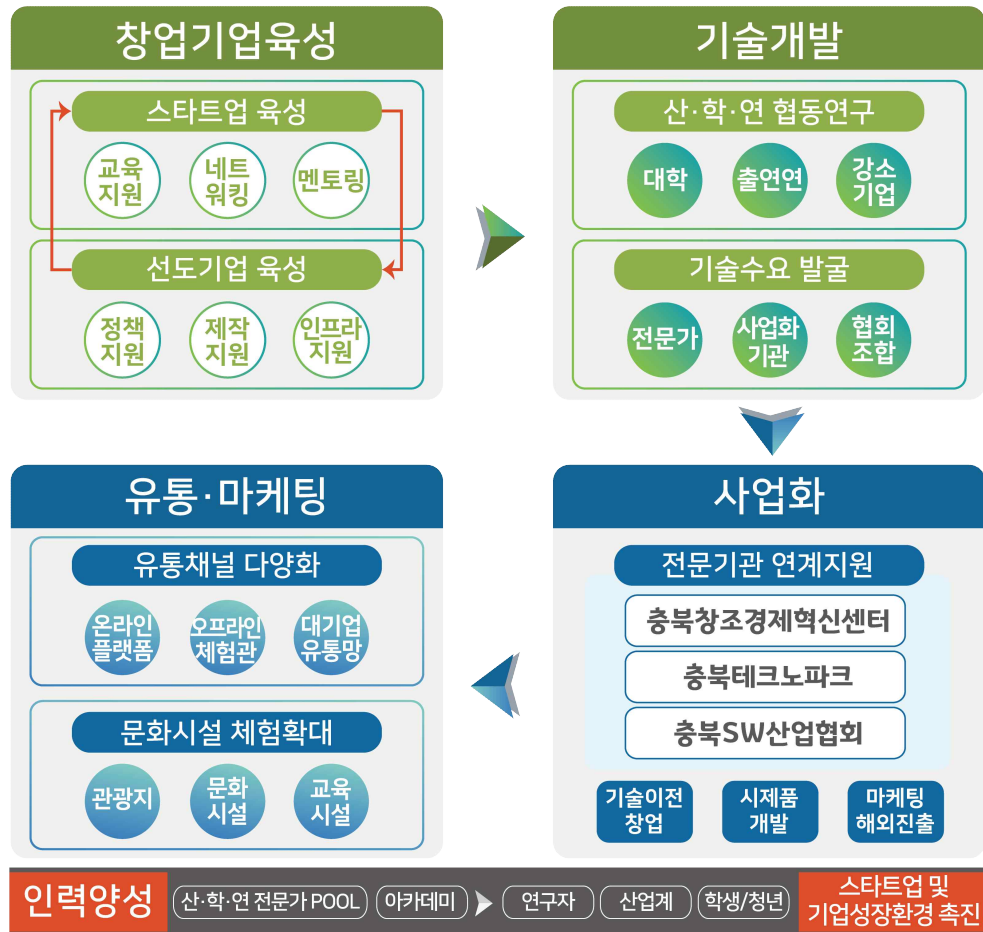 창업기업육성
스타트업 육성
교육
지원
네트
워킹
멘토링
선도기업 육성
정책
지원
제작
지원
인프라
지원
기술개발
산·학·연 협동연구
대학
출연연
강소
기업
기술수요 발굴
전문가
사업화
기관
협회
조합
사업화
전문기관 연계지원
충북창조경제혁신센터
충북테크노파크
충북SW산업협회
기술이전
창업
시제품
개발
마케팅
해외진출
유통·마케팅
유통채널 다양화
온라인
플랫폼
오프라인
체험관
대기업
유통망
문화시설 체험확대
관광지
문화
시설
교육
시설
인력양성
산·학·연 전문가 POOL
아카데미
연구자
산업계
학생/청년
스타트업 및
기업성장환경 촉진